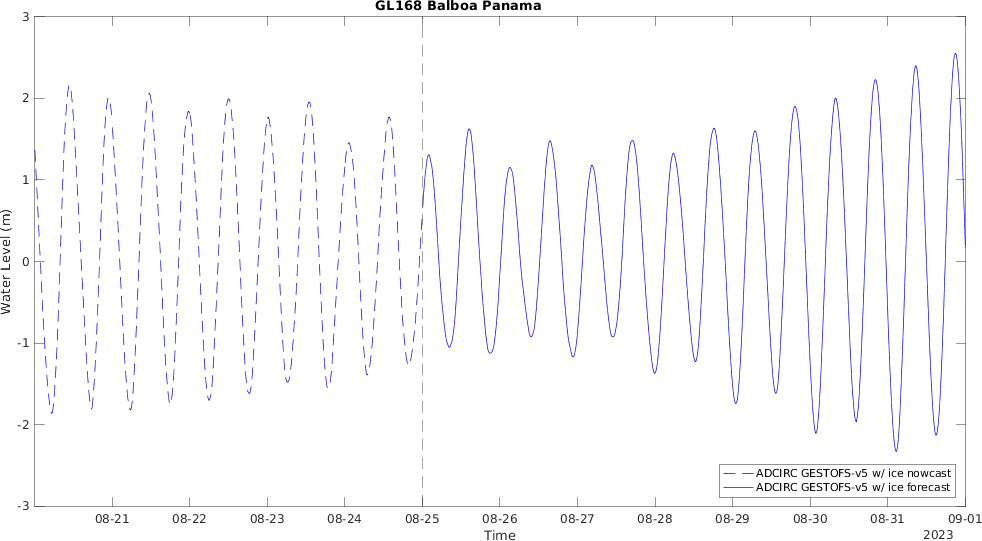 GL168 Balboa Panama
3
2
1
0
-1
-2
-3
Water Level (m)
ADCIRC GESTOFS-v5 w/ ice nowcast
ADCIRC GESTOFS-v5 w/ ice forecast
08-21 08-22 08-23 08-24 08-25 08-26 08-27 08-28 08-29 08-30 08-31 09-01
Time
2023